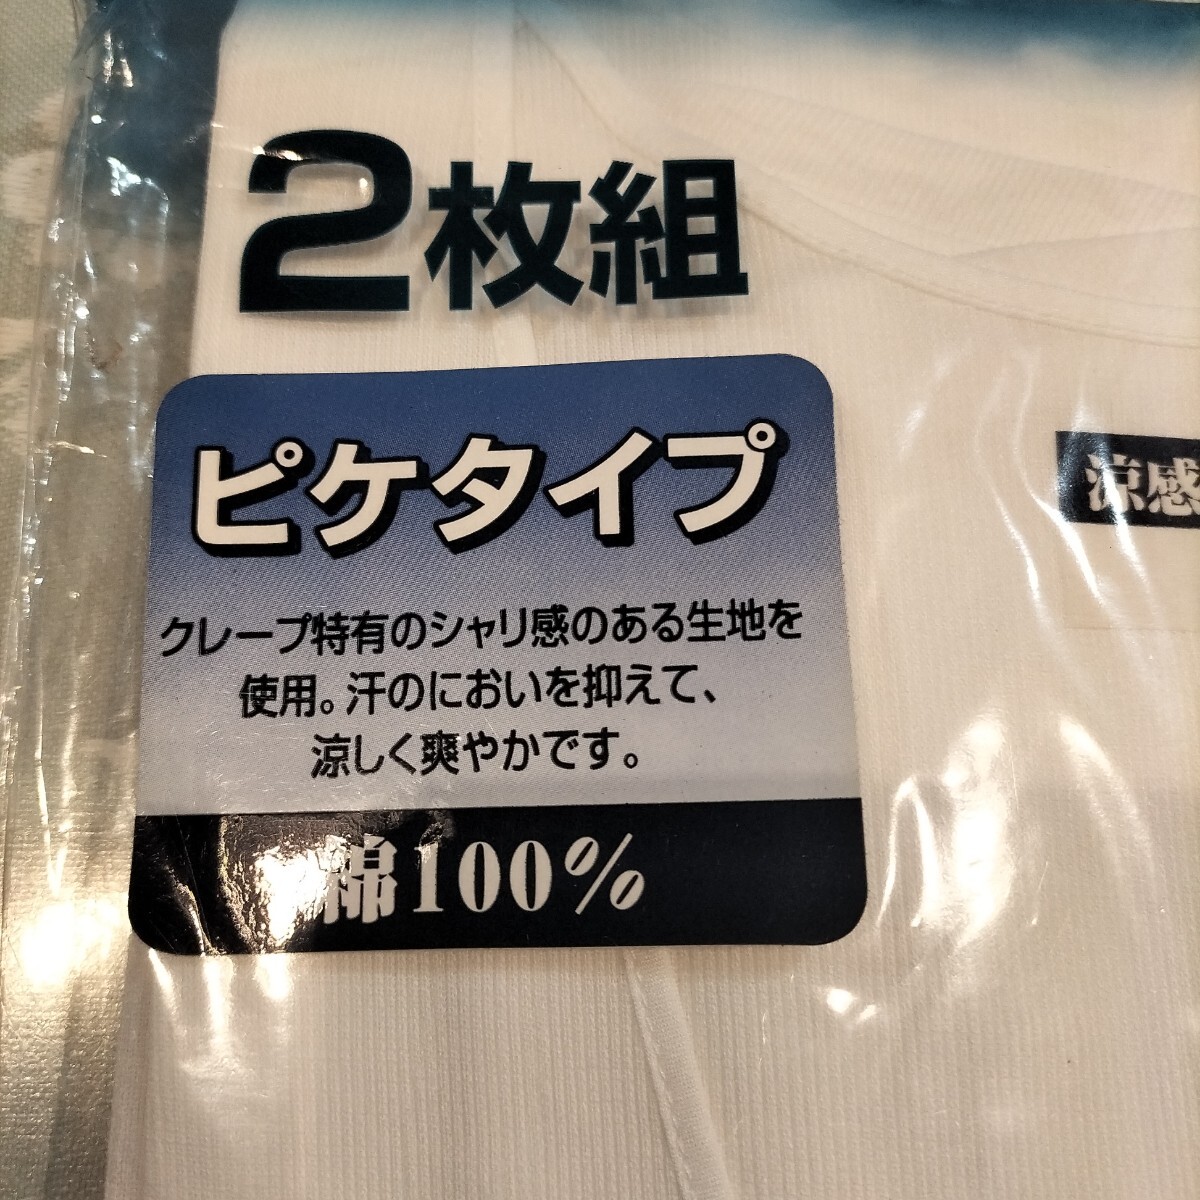 2枚組
ピケタイプ
クレープ特有のシャリ感のある生地を
使用。汗のにおいを抑えて、
涼しく爽やかです。
綿100%
涼感